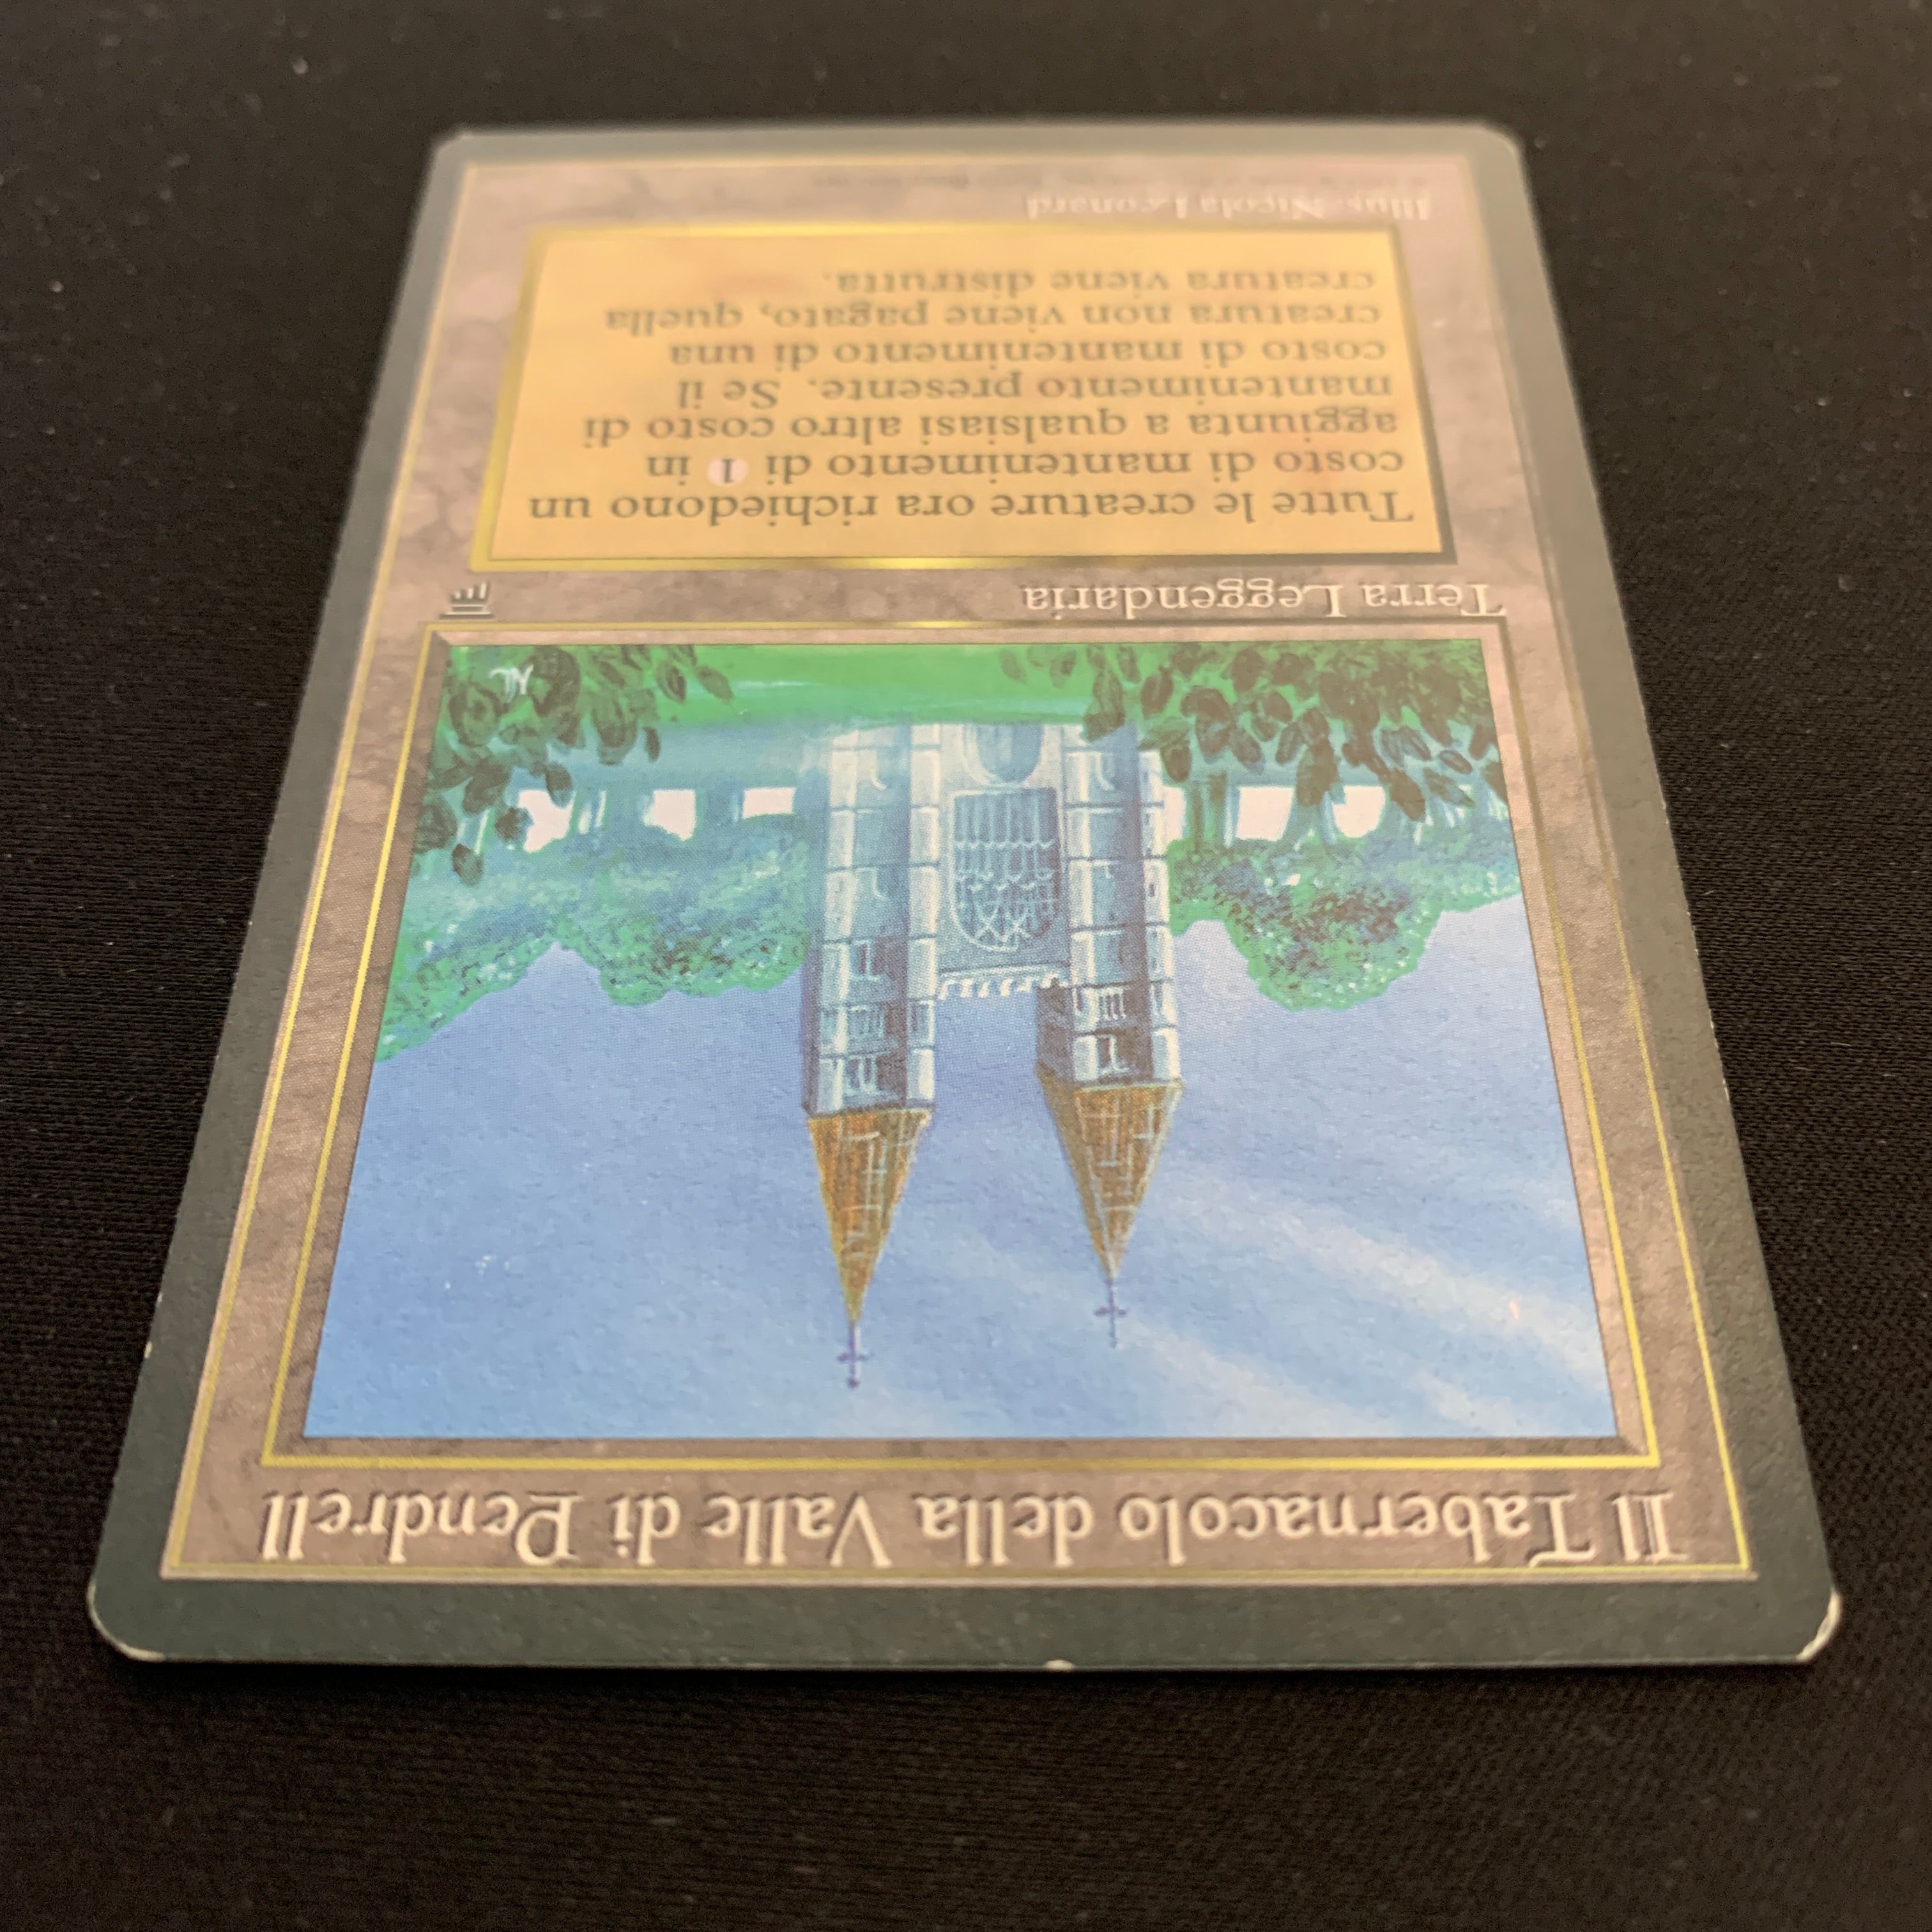 Il Tabernacolo della Valle di Pendrell
NL
Terra Leggendaria
Tutte le creature ora richiedono un
costo di mantenimento di 1 in
aggiunta a qualsiasi altro costo di
mantenimento presente. Se il
costo di mantenimento di una
creatura non viene pagato, quella
creatura viene distrutta.
Illus. Nicola Leonard